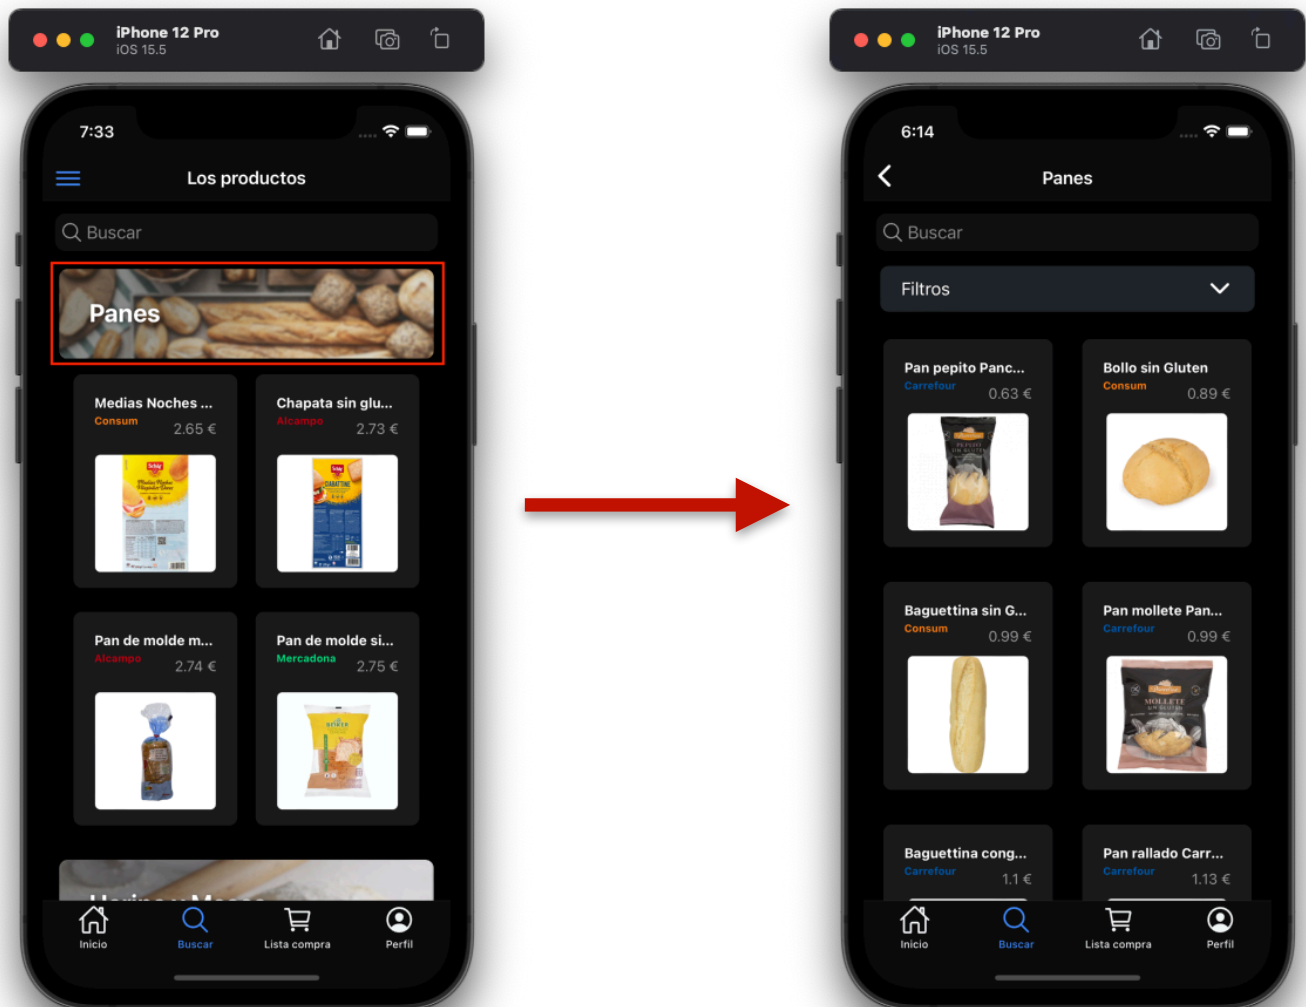 iPhone 12 Pro
iOS 15.5
7:33
Los productos
Buscar
Panes
Medias Noches ...
Consum
2.65 €
Chapata sin glu...
Alcampo
2.73 €
Pan de molde m...
Alcampo
2.74 €
Pan de molde si...
Mercadona
2.75 €
Inicio
Buscar
Lista compra
Perfil
iPhone 12 Pro
iOS 15.5
6:14
Panes
Buscar
Filtros
Pan pepito Panc...
Carrefour
0.63 €
Bollo sin Gluten
Consum
0.89 €
Baguettina sin G...
Consum
0.99 €
Pan mollete Pan...
Carrefour
0.99 €
MOLLETE
SIN GLUTEN
Baguettina cong...
Carrefour
1.1 €
Pan rallado Carr...
Carrefour
1.13 €
Inicio
Buscar
Lista compra
Perfil